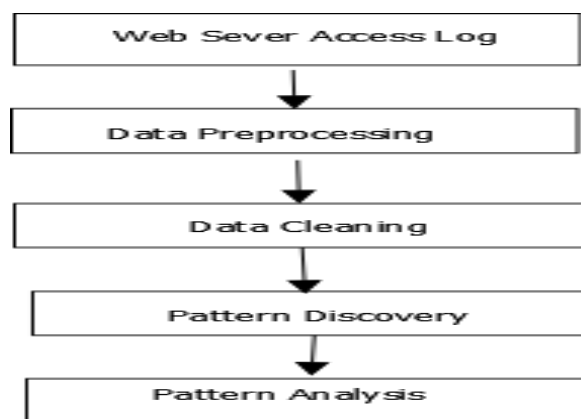 Web Sever Access Log
Data Preprocessing
Data Cleaning
Pattern Discovery
Pattern Analysis